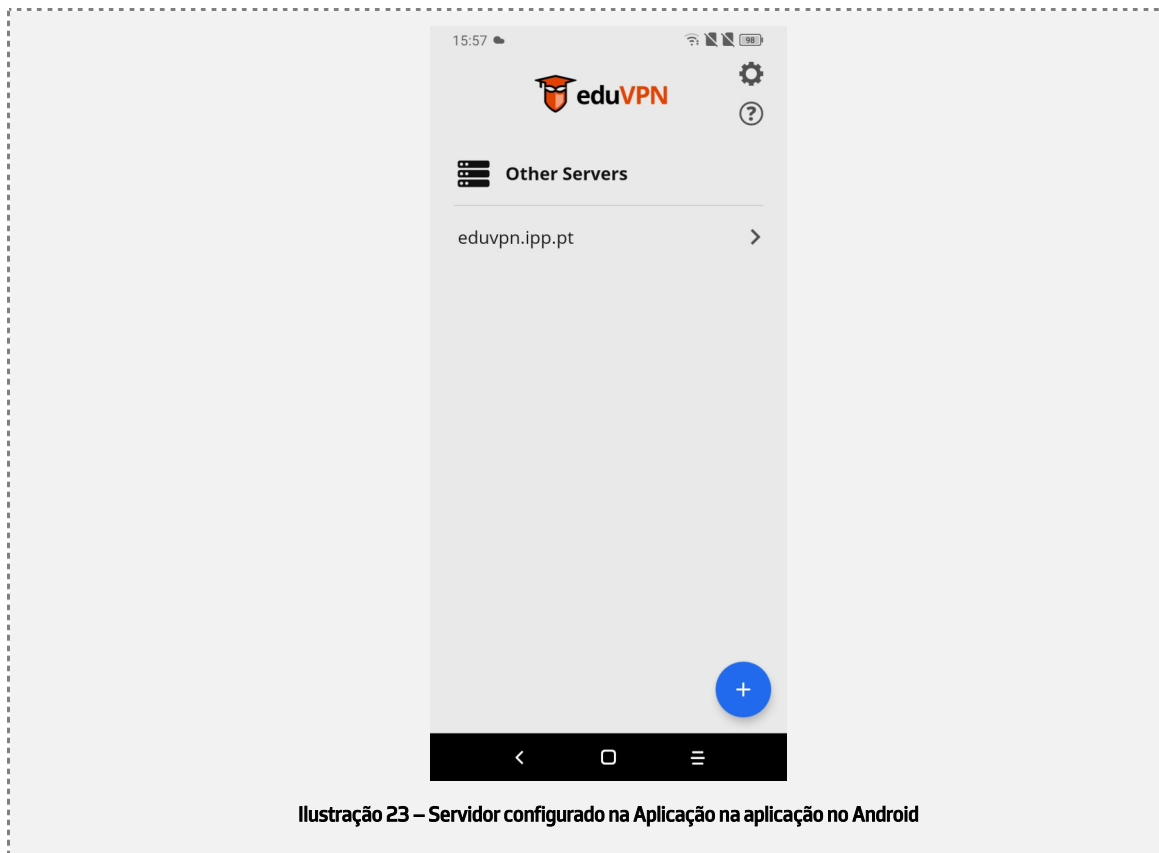 15:57
98
eduVPN
Other Servers
eduvpn.ipp.pt
Ilustração 23 – Servidor configurado na Aplicação na aplicação no Android